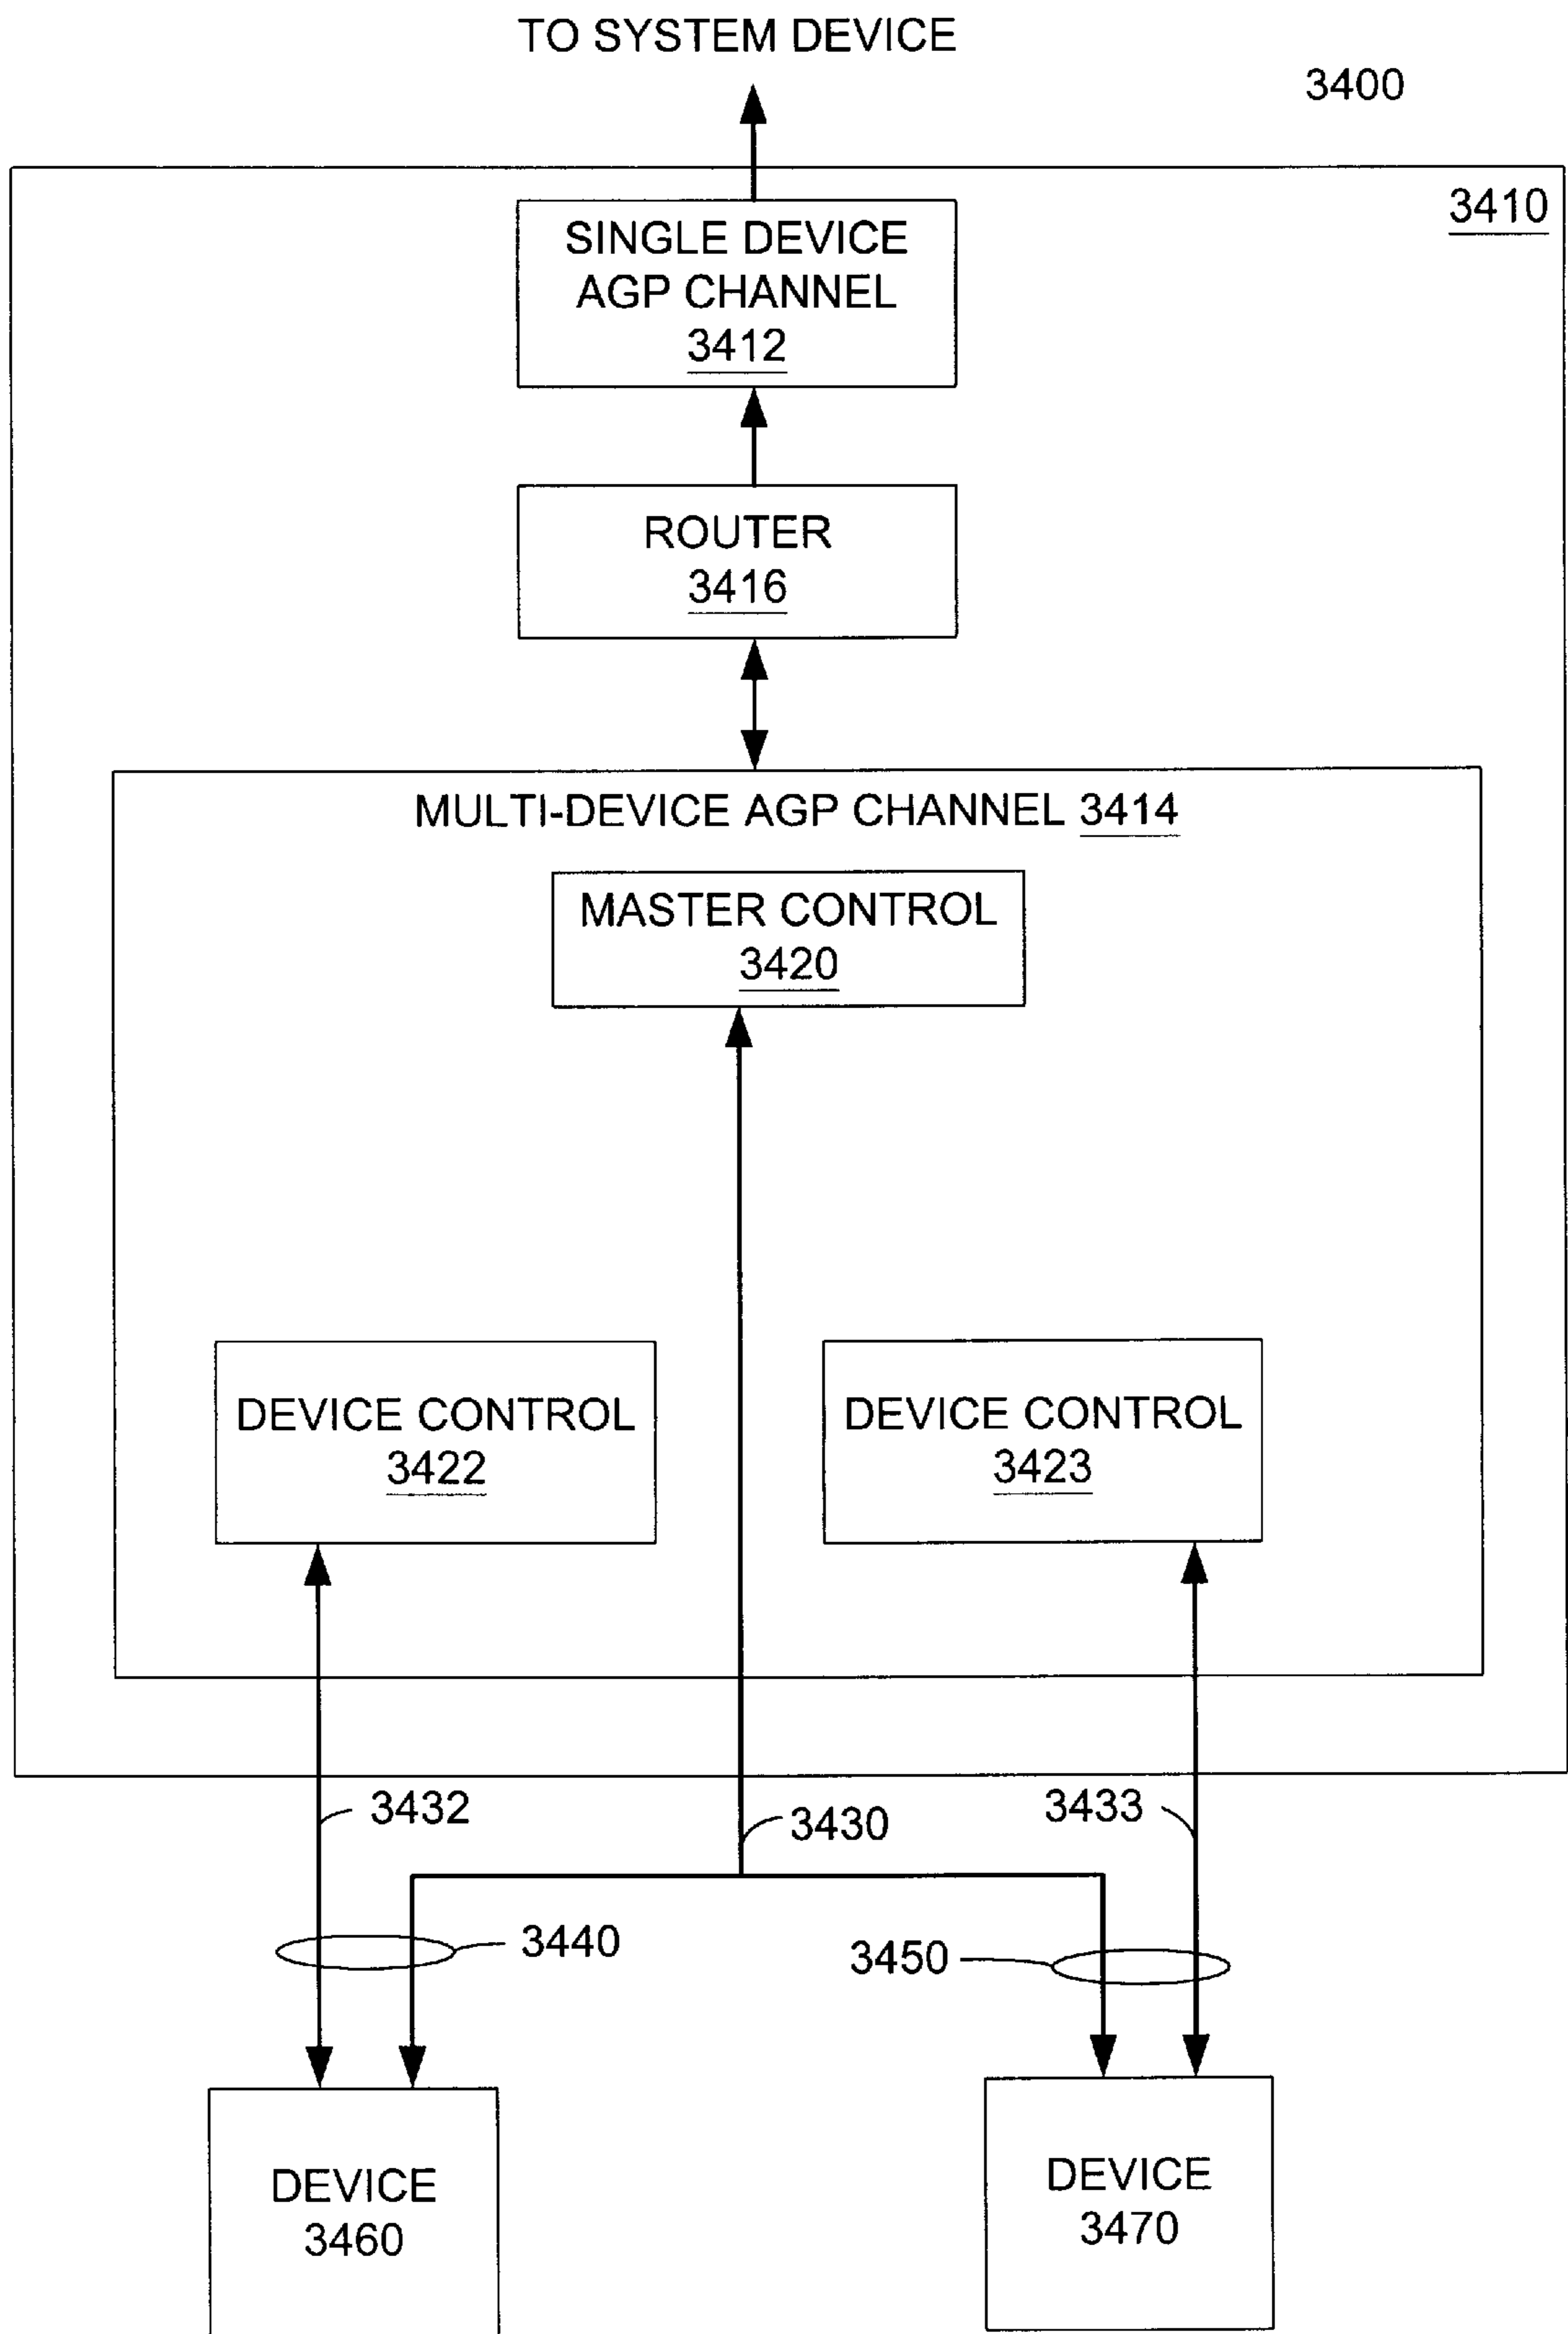 TO SYSTEM DEVICE
3400
3410
SINGLE DEVICE
AGP CHANNEL
3412
ROUTER
3416
MULTI-DEVICE AGP CHANNEL 3414
MASTER CONTROL
3420
DEVICE CONTROL
3422
DEVICE CONTROL
3423
3432
3430
3433
3440
3450
DEVICE
3460
DEVICE
3470